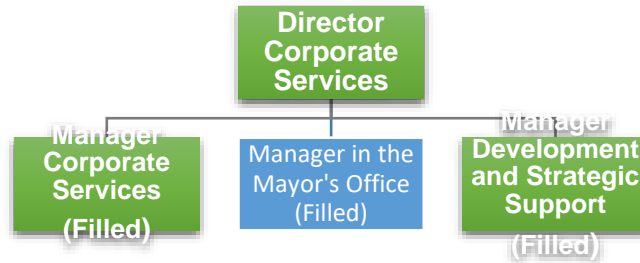 Director
Corporate
Services
Manager
Corporate
Services
(Filled)
Manager in the
Mayor's Office
(Filled)
Manager
Development
and Strategic
Support
(Filled)